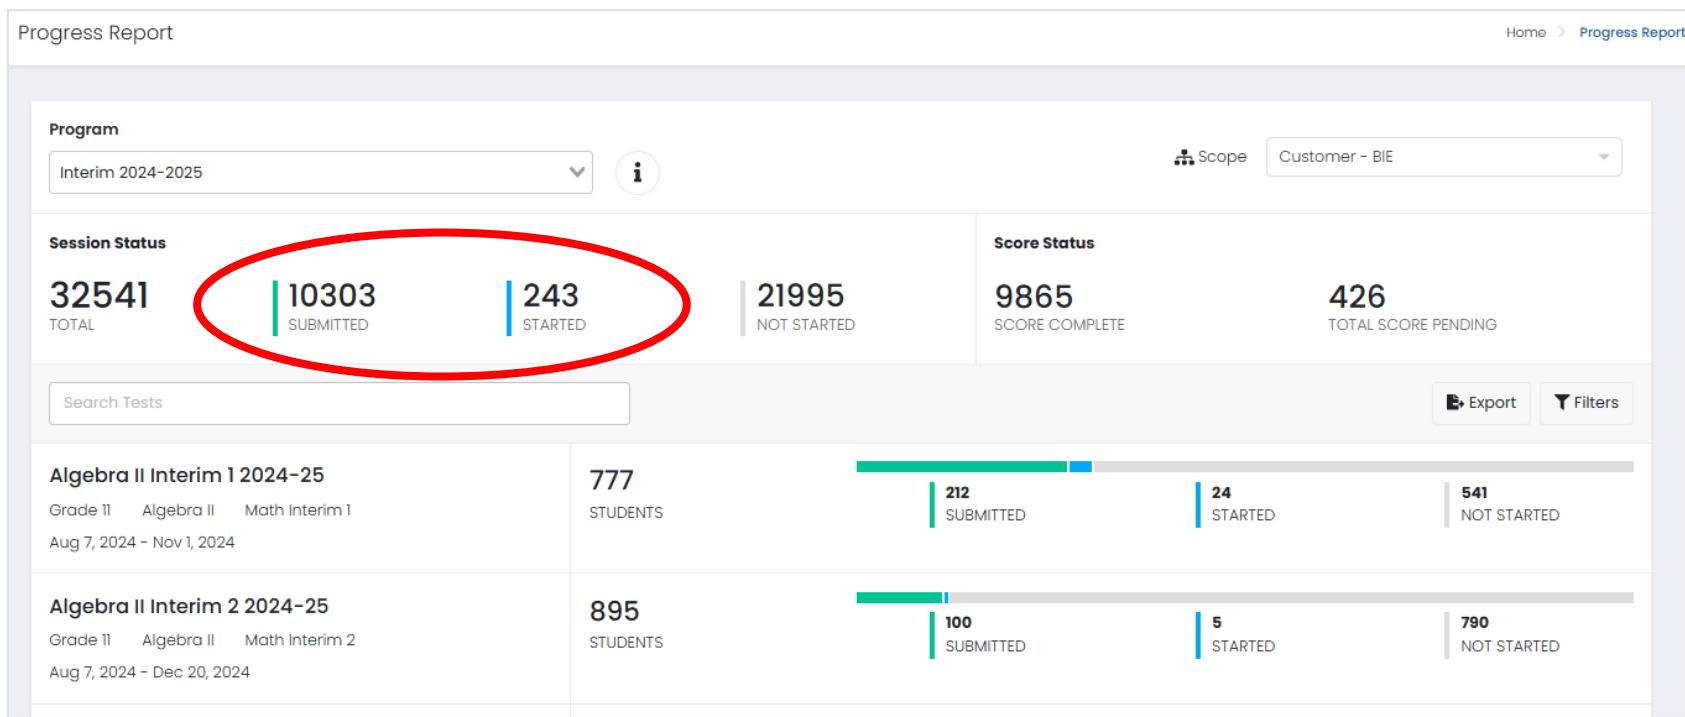 Progress Report
Home > Progress Report
Program
Interim 2024-2025
i
Scope
Customer - BIE
Session Status
32541
TOTAL
10303
SUBMITTED
243
STARTED
21995
NOT STARTED
Score Status
9865
SCORE COMPLETE
426
TOTAL SCORE PENDING
Search Tests
Export
Filters
Algebra II Interim 1 2024-25
Grade 11 Algebra II Math Interim 1
Aug 7, 2024 - Nov 1, 2024
777
STUDENTS
212
SUBMITTED
24
STARTED
541
NOT STARTED
Algebra II Interim 2 2024-25
Grade 11 Algebra II Math Interim 2
Aug 7, 2024 - Dec 20, 2024
895
STUDENTS
100
SUBMITTED
5
STARTED
790
NOT STARTED